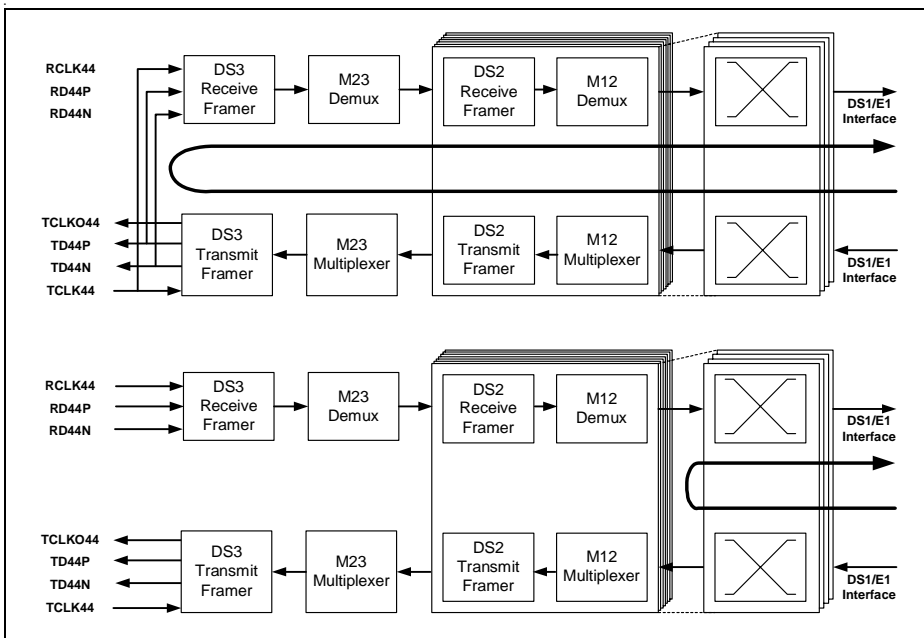 RCLK44
RD44P
RD44N
DS3
Receive
Framer
M23
Demux
DS2
Receive
Framer
M12
Demux
DS1/E1
Interface
TCLKO44
TD44P
TD44N
TCLK44
DS3
Transmit
Framer
M23
Multiplexer
DS2
Transmit
Framer
M12
Multiplexer
DS1/E1
Interface
RCLK44
RD44P
RD44N
DS3
Receive
Framer
M23
Demux
DS2
Receive
Framer
M12
Demux
DS1/E1
Interface
TCLKO44
TD44P
TD44N
TCLK44
DS3
Transmit
Framer
M23
Multiplexer
DS2
Transmit
Framer
M12
Multiplexer
DS1/E1
Interface